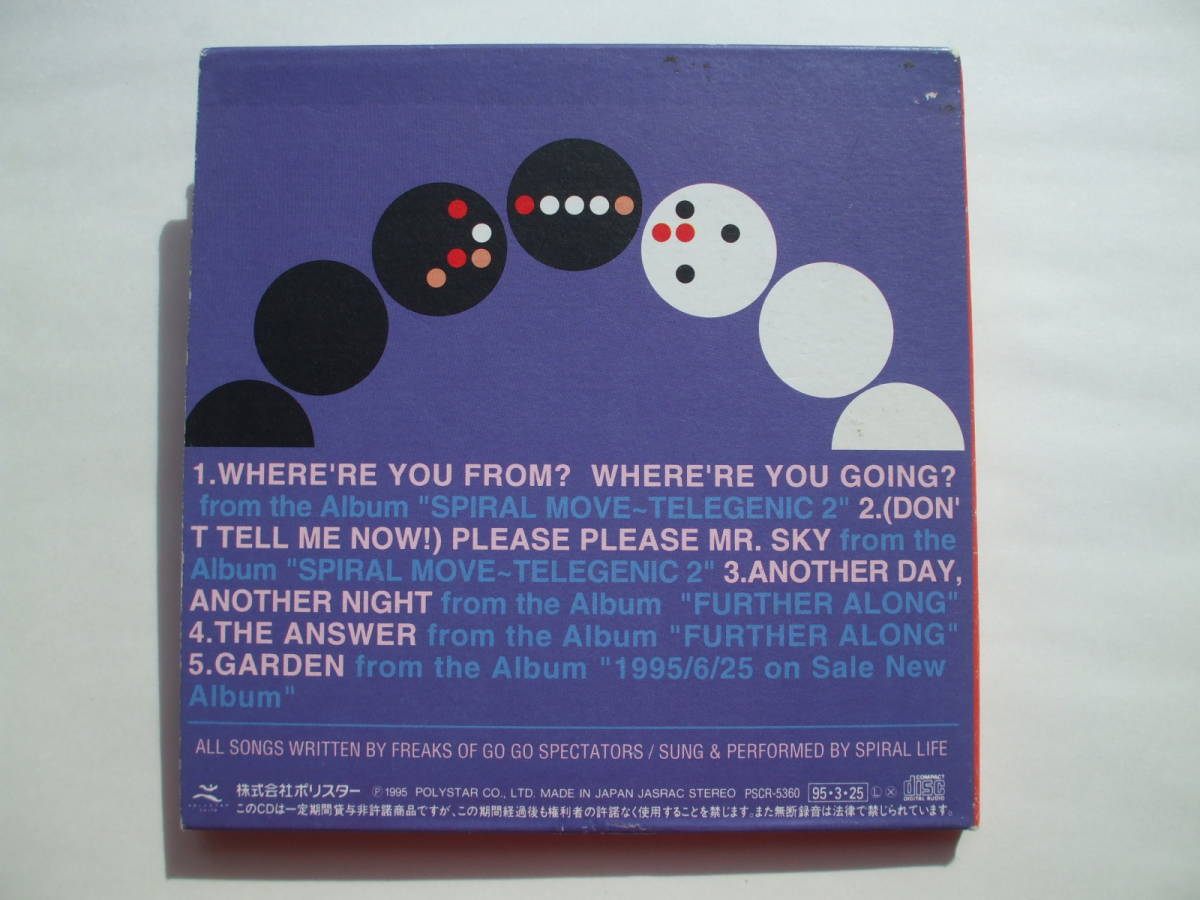 1.WHERE'RE YOU FROM? WHERE'RE YOU GOING?
from the Album "SPIRAL MOVE~TELEGENIC 2" 2.(DON'
T TELL ME NOW!) PLEASE PLEASE MR. SKY from the
Album "SPIRAL MOVE~TELEGENIC 2" 3.ANOTHER DAY,
ANOTHER NIGHT from the Album "FURTHER ALONG"
4.THE ANSWER from the Album "FURTHER ALONG"
5.GARDEN from the Album "1995/6/25 on Sale New
Album"
ALL SONGS WRITTEN BY FREAKS OF GO GO SPECTATORS / SUNG & PERFORMED BY SPIRAL LIFE
株式会社ポリスター Ⓟ1995 POLYSTAR CO., LTD. MADE IN JAPAN JASRAC STEREO PSCR-5360 95・3・25 Ⓛ Ⓧ COMPACT disc DIGITAL AUDIO
POLYSTAR
このCDは一定期間貸与非許諾商品ですが、この期間経過後も権利者の許諾なく使用することを禁じます。また無断録音は法律で禁じられています。